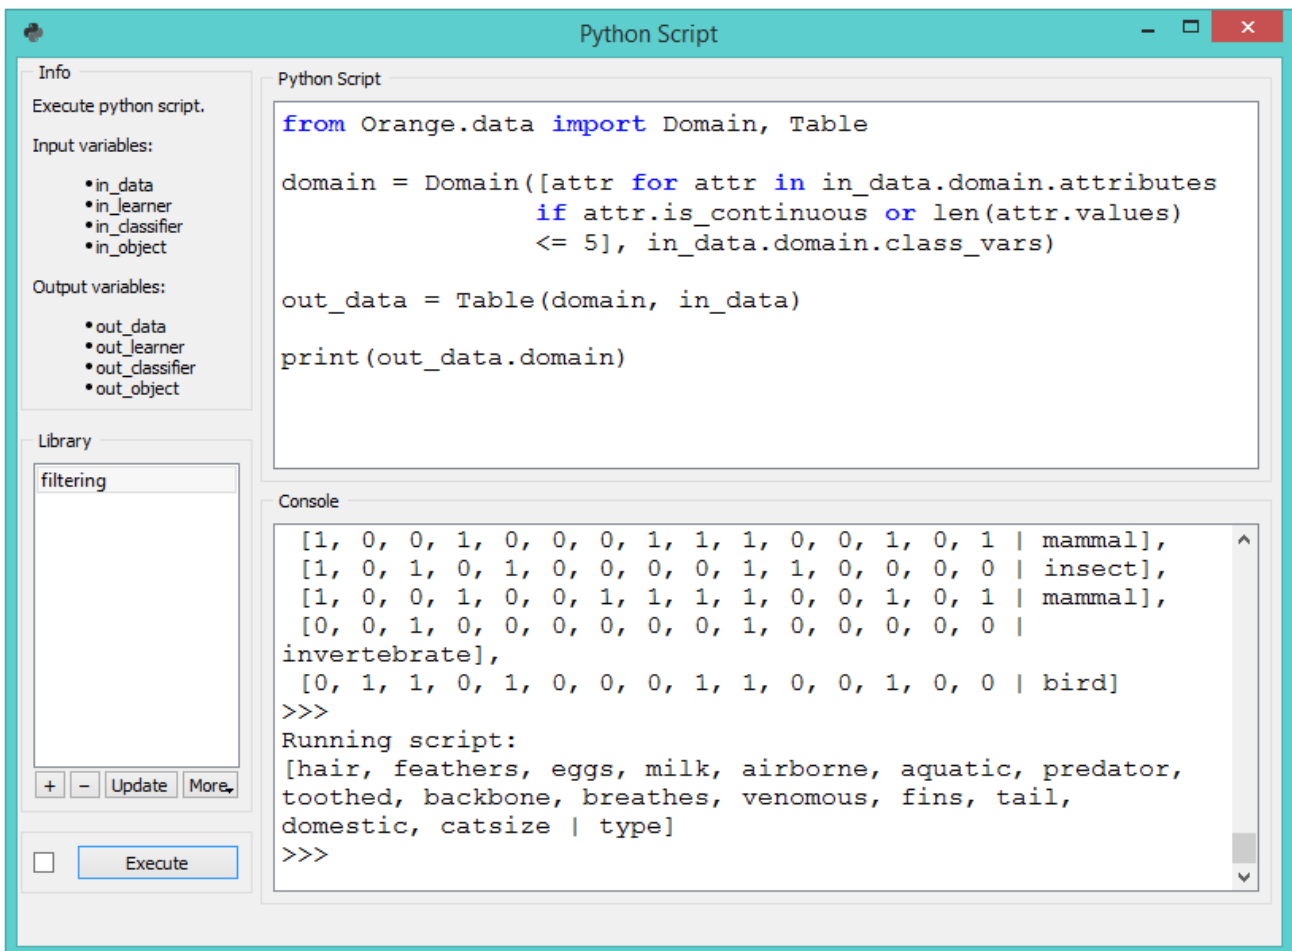 Python Script
Info
Execute python script.
Input variables:
•in_data
•in_learner
•in_classifier
•in_object
Output variables:
•out_data
•out_learner
•out_classifier
•out_object
Library
filtering
+ - Update More
Execute
Python Script
from Orange.data import Domain, Table
domain = Domain([attr for attr in in_data.domain.attributes
if attr.is_continuous or len(attr.values)
<= 5], in_data.domain.class_vars)
out_data = Table(domain, in_data)
print(out_data.domain)
Console
[1, 0, 0, 1, 0, 0, 0, 1, 1, 1, 0, 0, 1, 0, 1 | mammal],
[1, 0, 1, 0, 1, 0, 0, 0, 0, 1, 1, 0, 0, 0, 0 | insect],
[1, 0, 0, 1, 0, 0, 1, 1, 1, 1, 0, 0, 1, 0, 1 | mammal],
[0, 0, 1, 0, 0, 0, 0, 0, 0, 1, 0, 0, 0, 0, 0 |
invertebrate],
[0, 1, 1, 0, 1, 0, 0, 0, 1, 1, 0, 0, 1, 0, 0 | bird]
>>>
Running script:
[hair, feathers, eggs, milk, airborne, aquatic, predator,
toothed, backbone, breathes, venomous, fins, tail,
domestic, catsize | type]
>>>